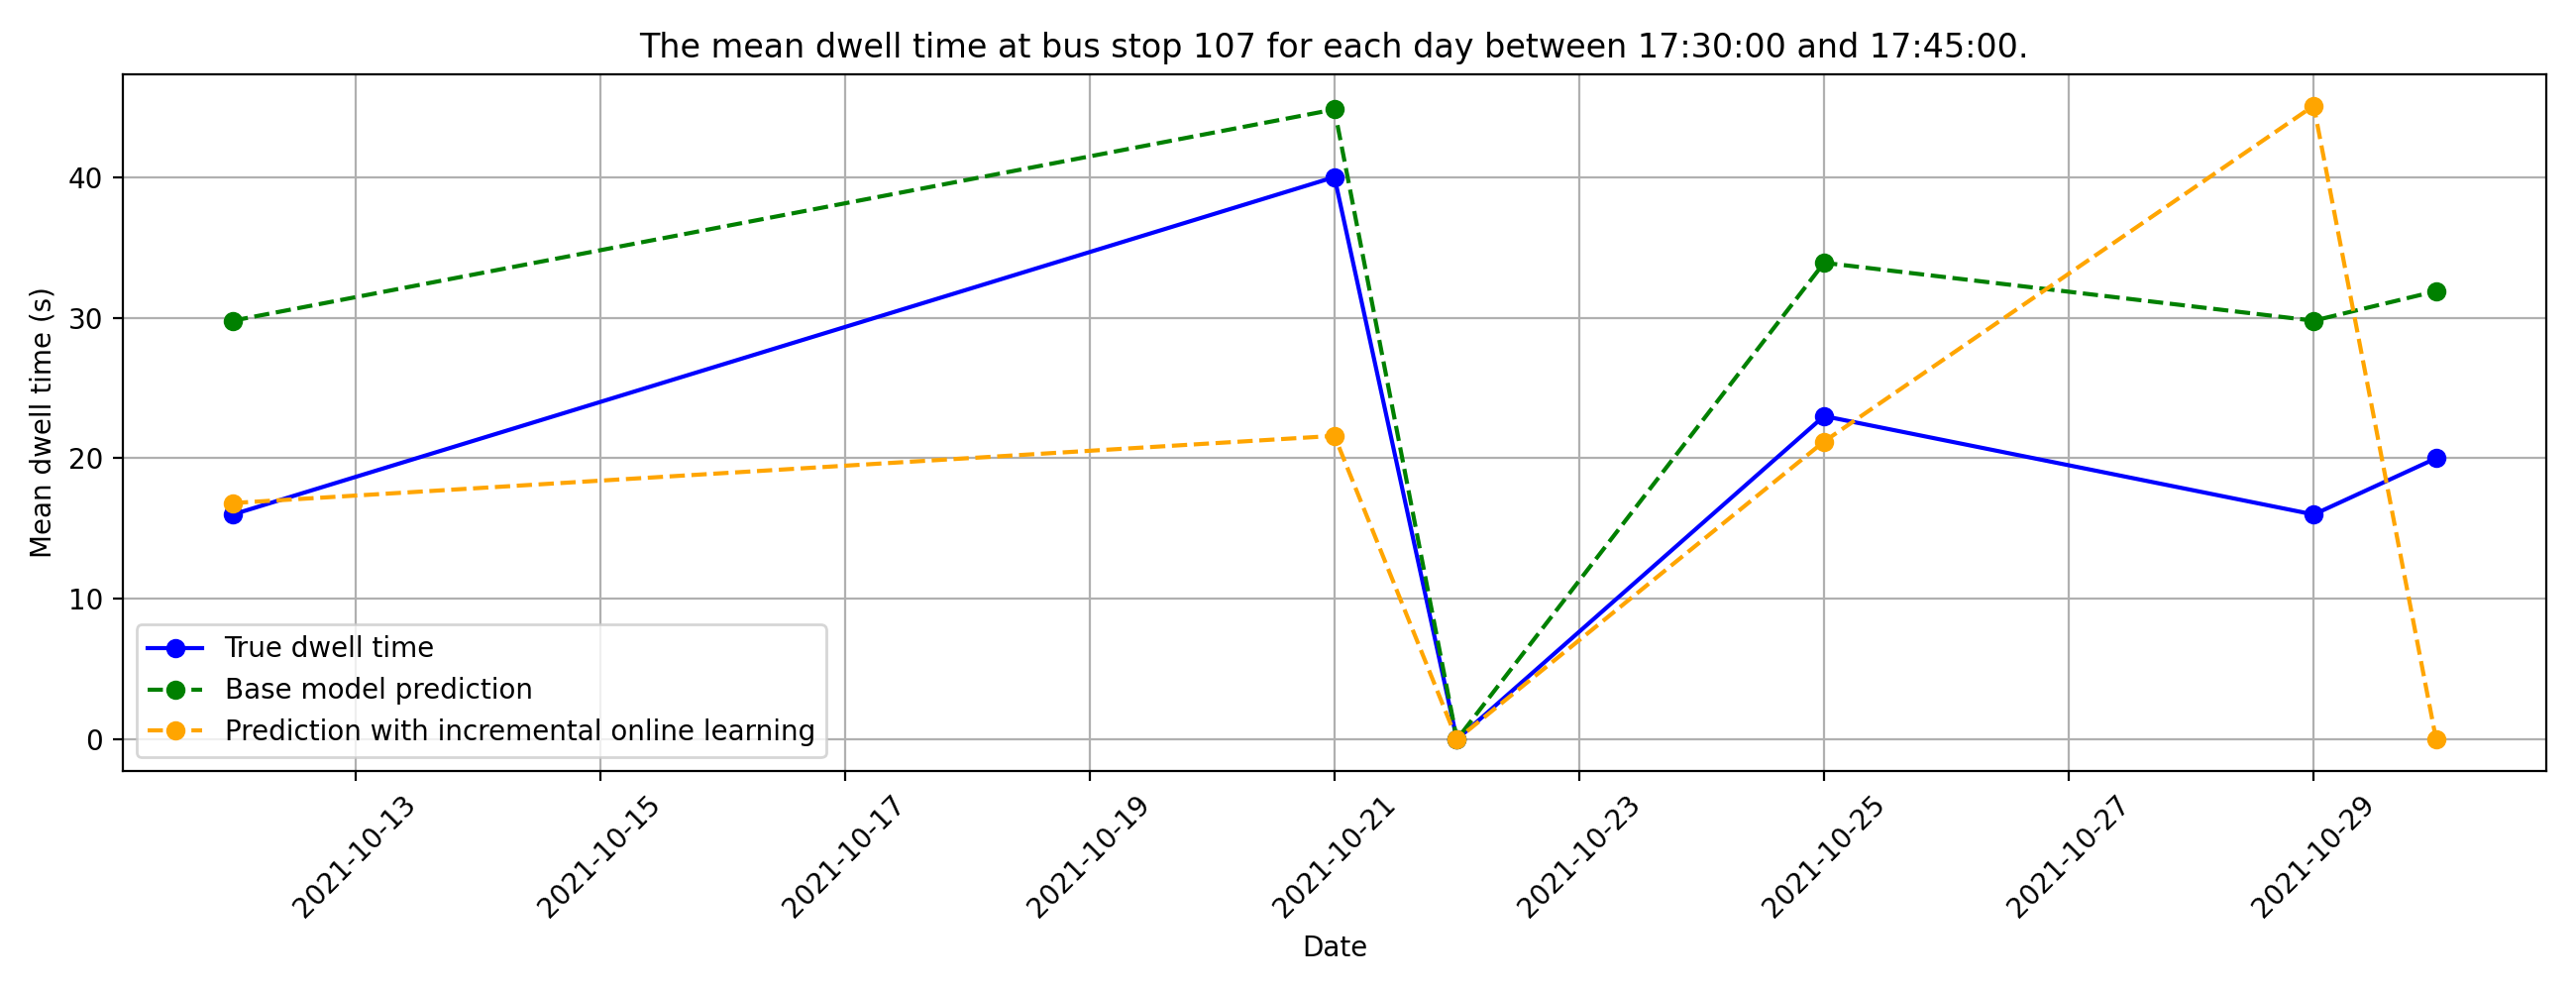 The mean dwell time at bus stop 107 for each day between 17:30:00 and 17:45:00.
Mean dwell time (s)
40
30
20
10
0
True dwell time
Base model prediction
Prediction with incremental online learning
2021-10-13
2021-10-15
2021-10-17
2021-10-19
2021-10-21
2021-10-23
2021-10-25
2021-10-27
2021-10-29
Date